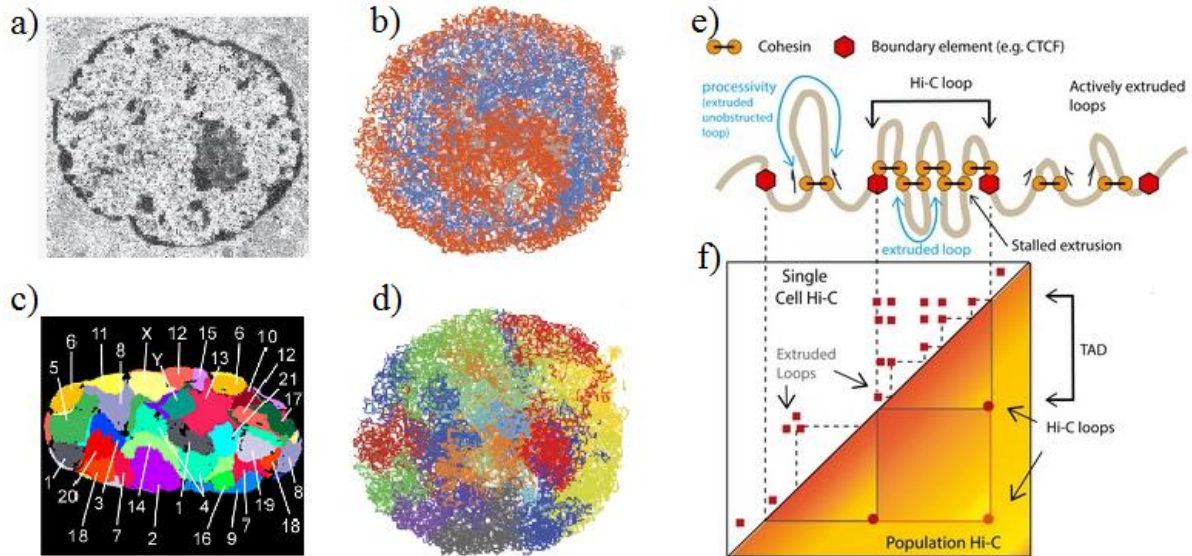 a)
b)
c)
6
11
X
12
15
6
10
5
8
Y
13
12
21
17
1
20
3
14
1
4
19
8
18
7
2
16
9
7
18
d)
e)
Cohesin
Boundary element (e.g. CTCF)
processivity
(extruded
unobstructed
loop)
Hi-C loop
Actively extruded
loops
extruded loop
Stalled extrusion
f)
Single
Cell Hi-C
Extruded
Loops
TAD
Hi-C loops
Population Hi-C